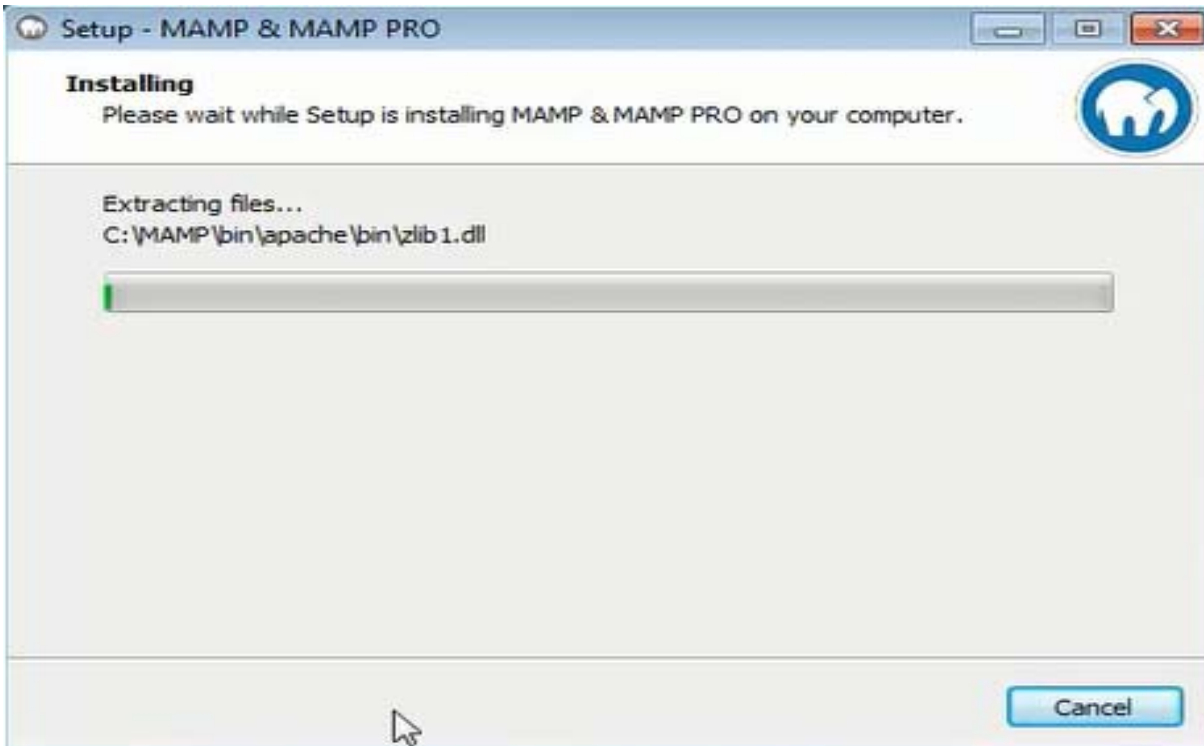 Setup - MAMP & MAMP PRO
Installing
Please wait while Setup is installing MAMP & MAMP PRO on your computer.
Extracting files...
C:\MAMP\bin\apache\bin\zlib1.dll
Cancel